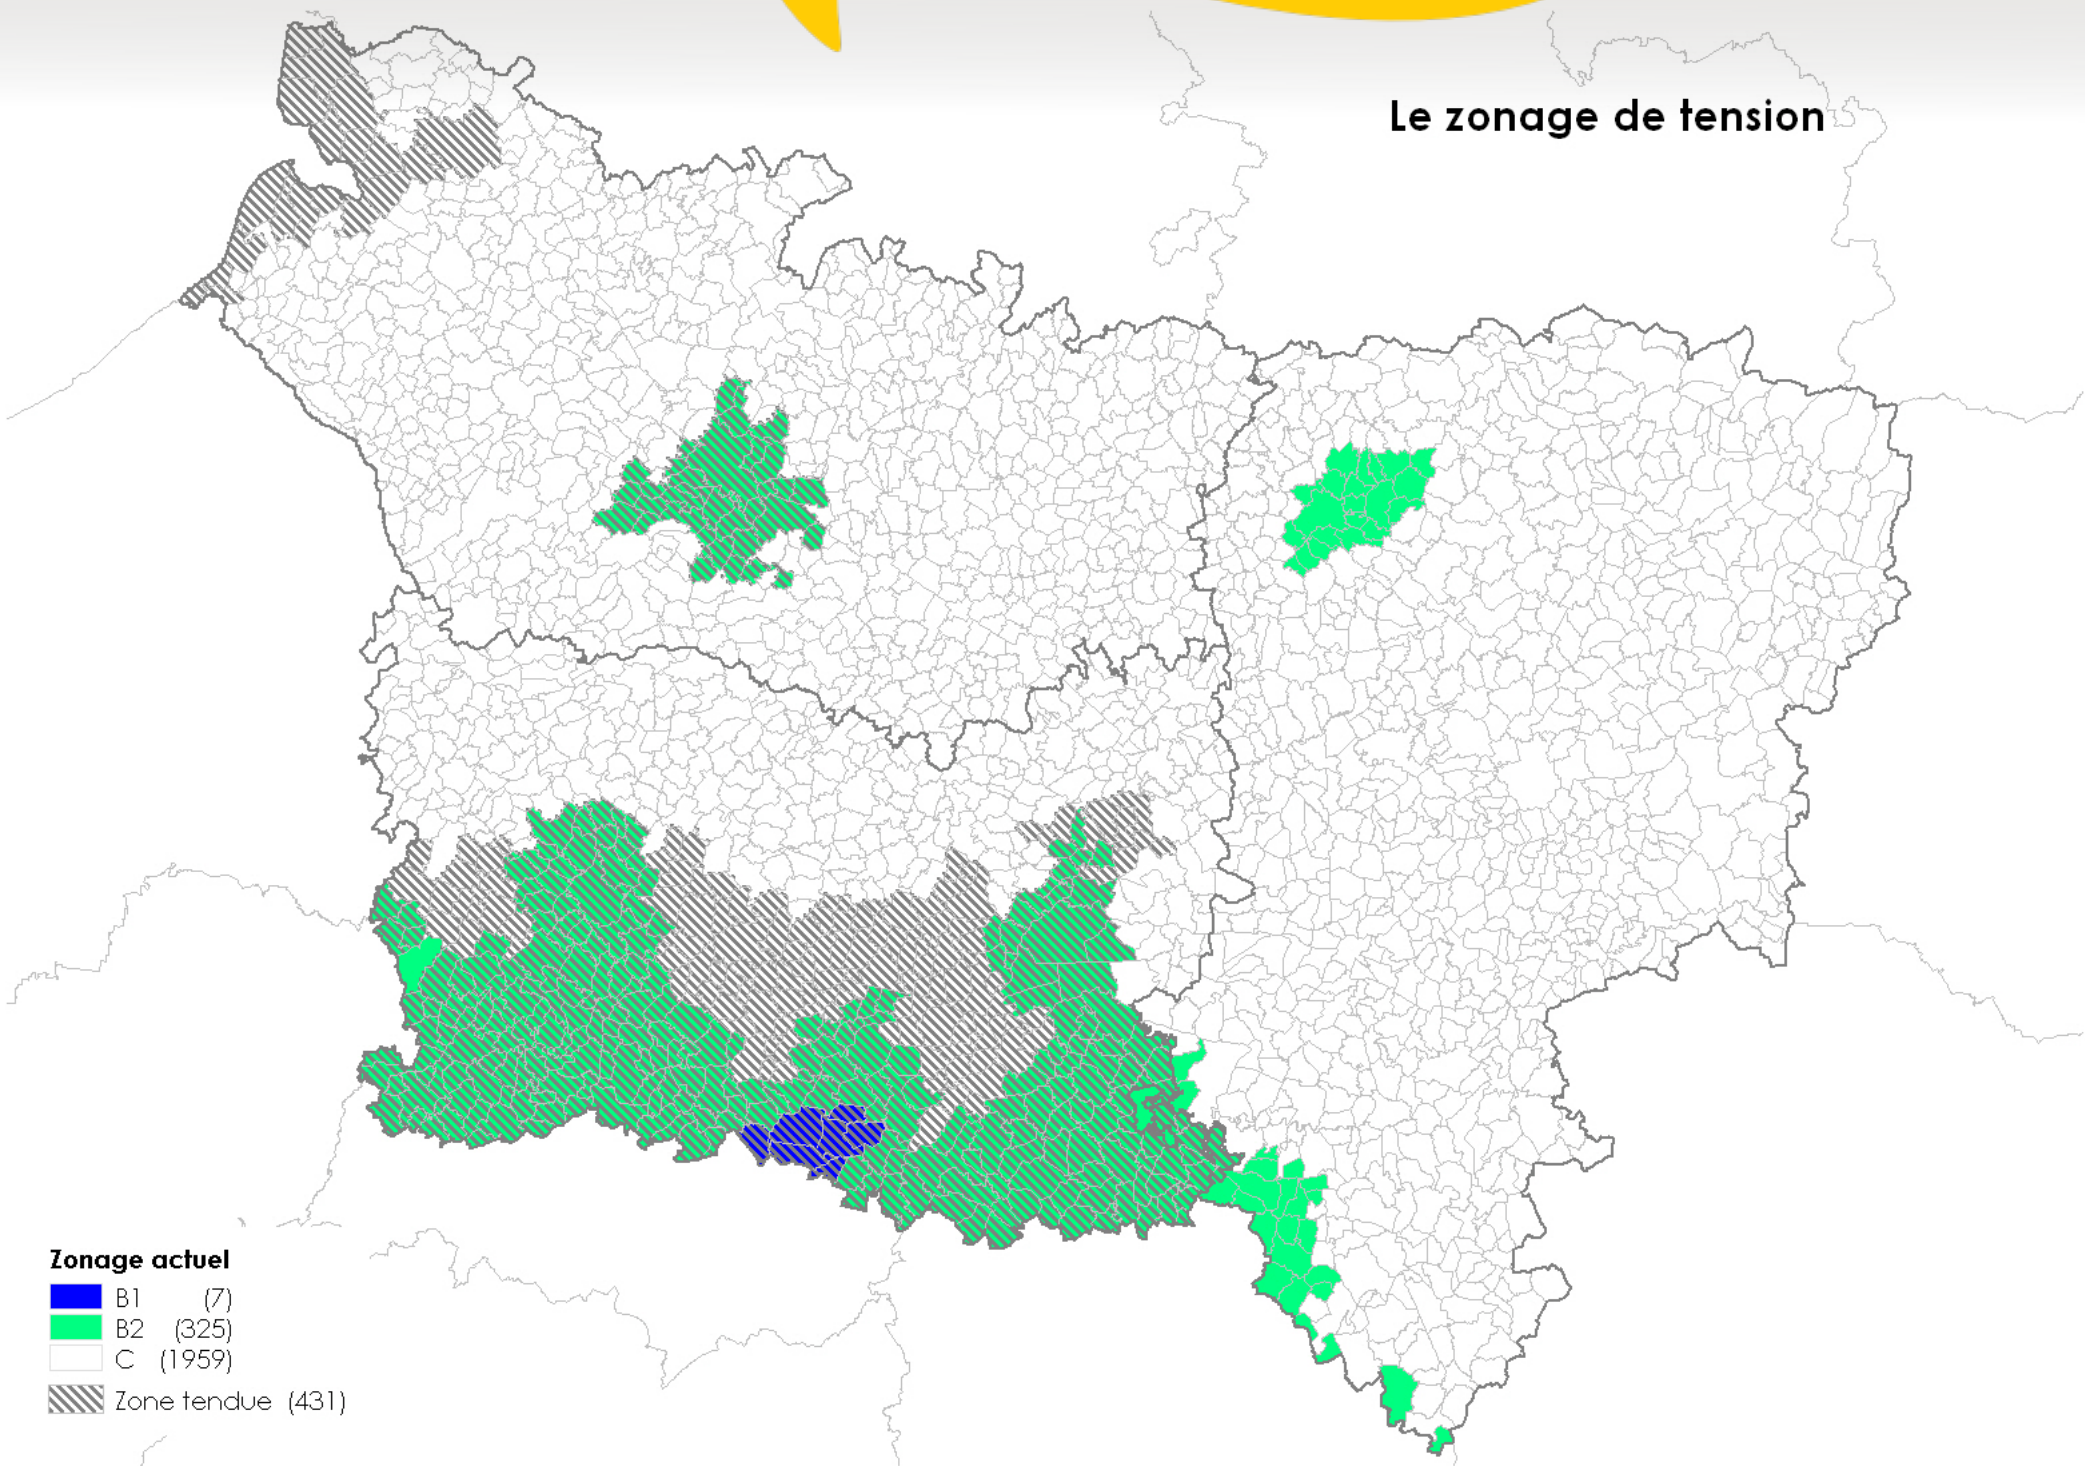 Le zonage de tension
Zonage actuel
B1 (7)
B2 (325)
C (1959)
Zone tendue (431)